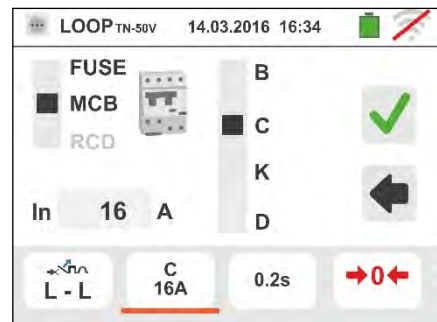 LOOP TN-50V 14.03.2016 16:34
FUSE
MCB
RCD
B
C
K
D
In 16 A
L - L
C
16A
0.2s
→0←